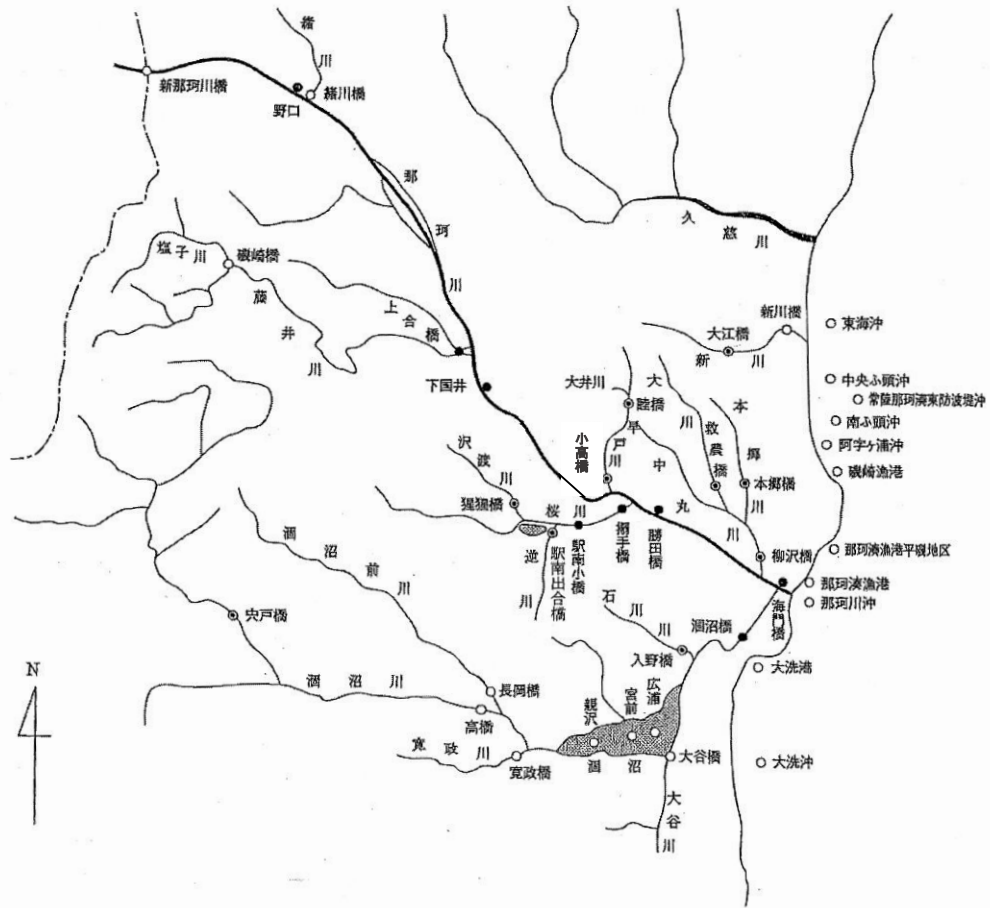 緒川
新那珂川橋
野口
緒川橋
那珂川
久慈川
塩子川
磯崎橋
藤井川
上合橋
新川橋
大江橋
新川
東海沖
中央ふ頭沖
常陸那珂湊東防波堤沖
南ふ頭沖
阿字ヶ浦沖
磯崎漁港
下国井
大井川
睦橋
早戸川
大川
救農橋
本郷川
本郷橋
中丸川
小高橋
沢渡川
猩猩橋
桜川
逆川
駅南出合橋
駅南小橋
搦手橋
勝田橋
柳沢橋
那珂湊漁港平磯地区
那珂湊漁港
那珂川沖
海門橋
涸沼前川
宍戸橋
石川川
涸沼橋
入野橋
大洗港
N
涸沼川
長岡橋
高橋
親沢
宮前
広浦
寛政川
寛政橋
涸沼
大谷橋
大谷川
大洗沖